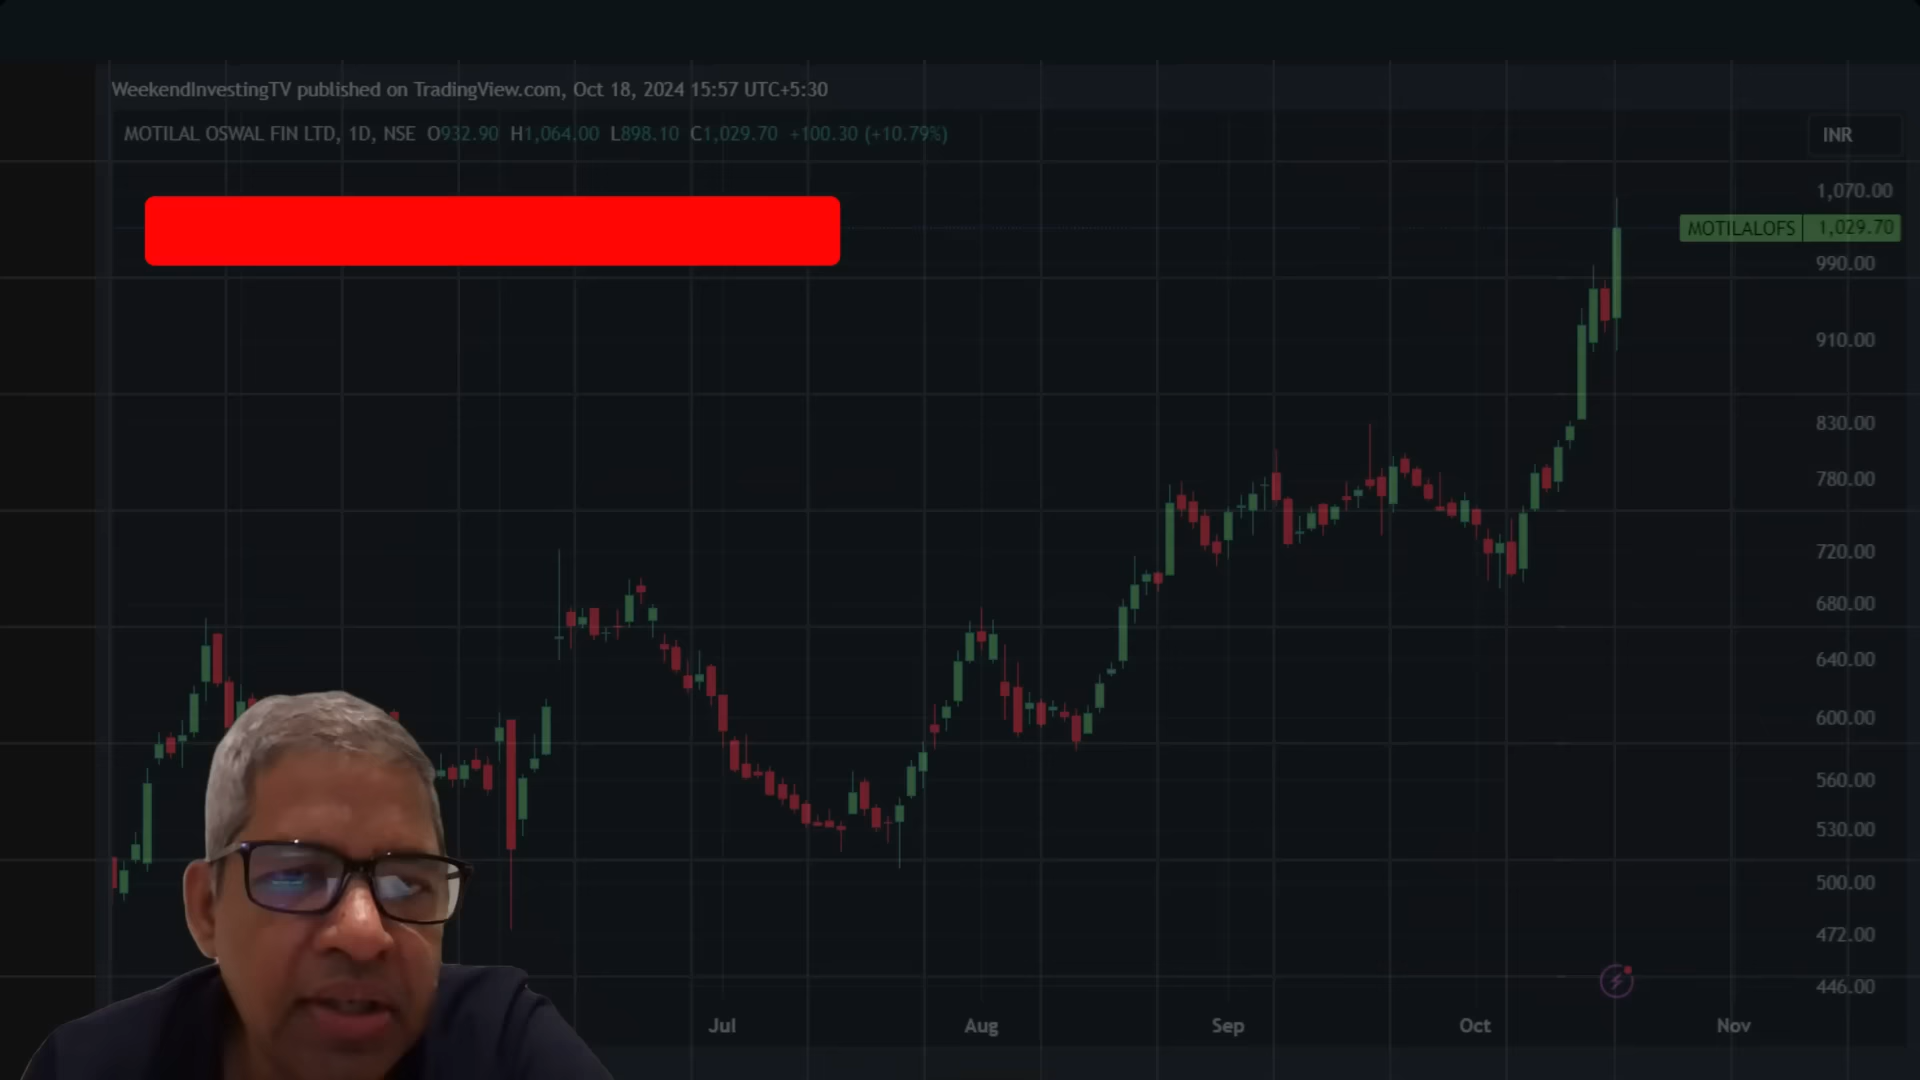 WeekendInvestingTV published on TradingView.com, Oct 18, 2024 15:57 UTC+5:30
MOTILAL OSWAL FIN LTD, 1D, NSE O932.90 H1,064.00 L898.10 C1,029.70 +100.30 (+10.79%)
INR
1,070.00
MOTILALOFS 1,029.70
990.00
910.00
830.00
780.00
720.00
680.00
640.00
600.00
560.00
530.00
500.00
472.00
446.00
Jul Aug Sep Oct Nov